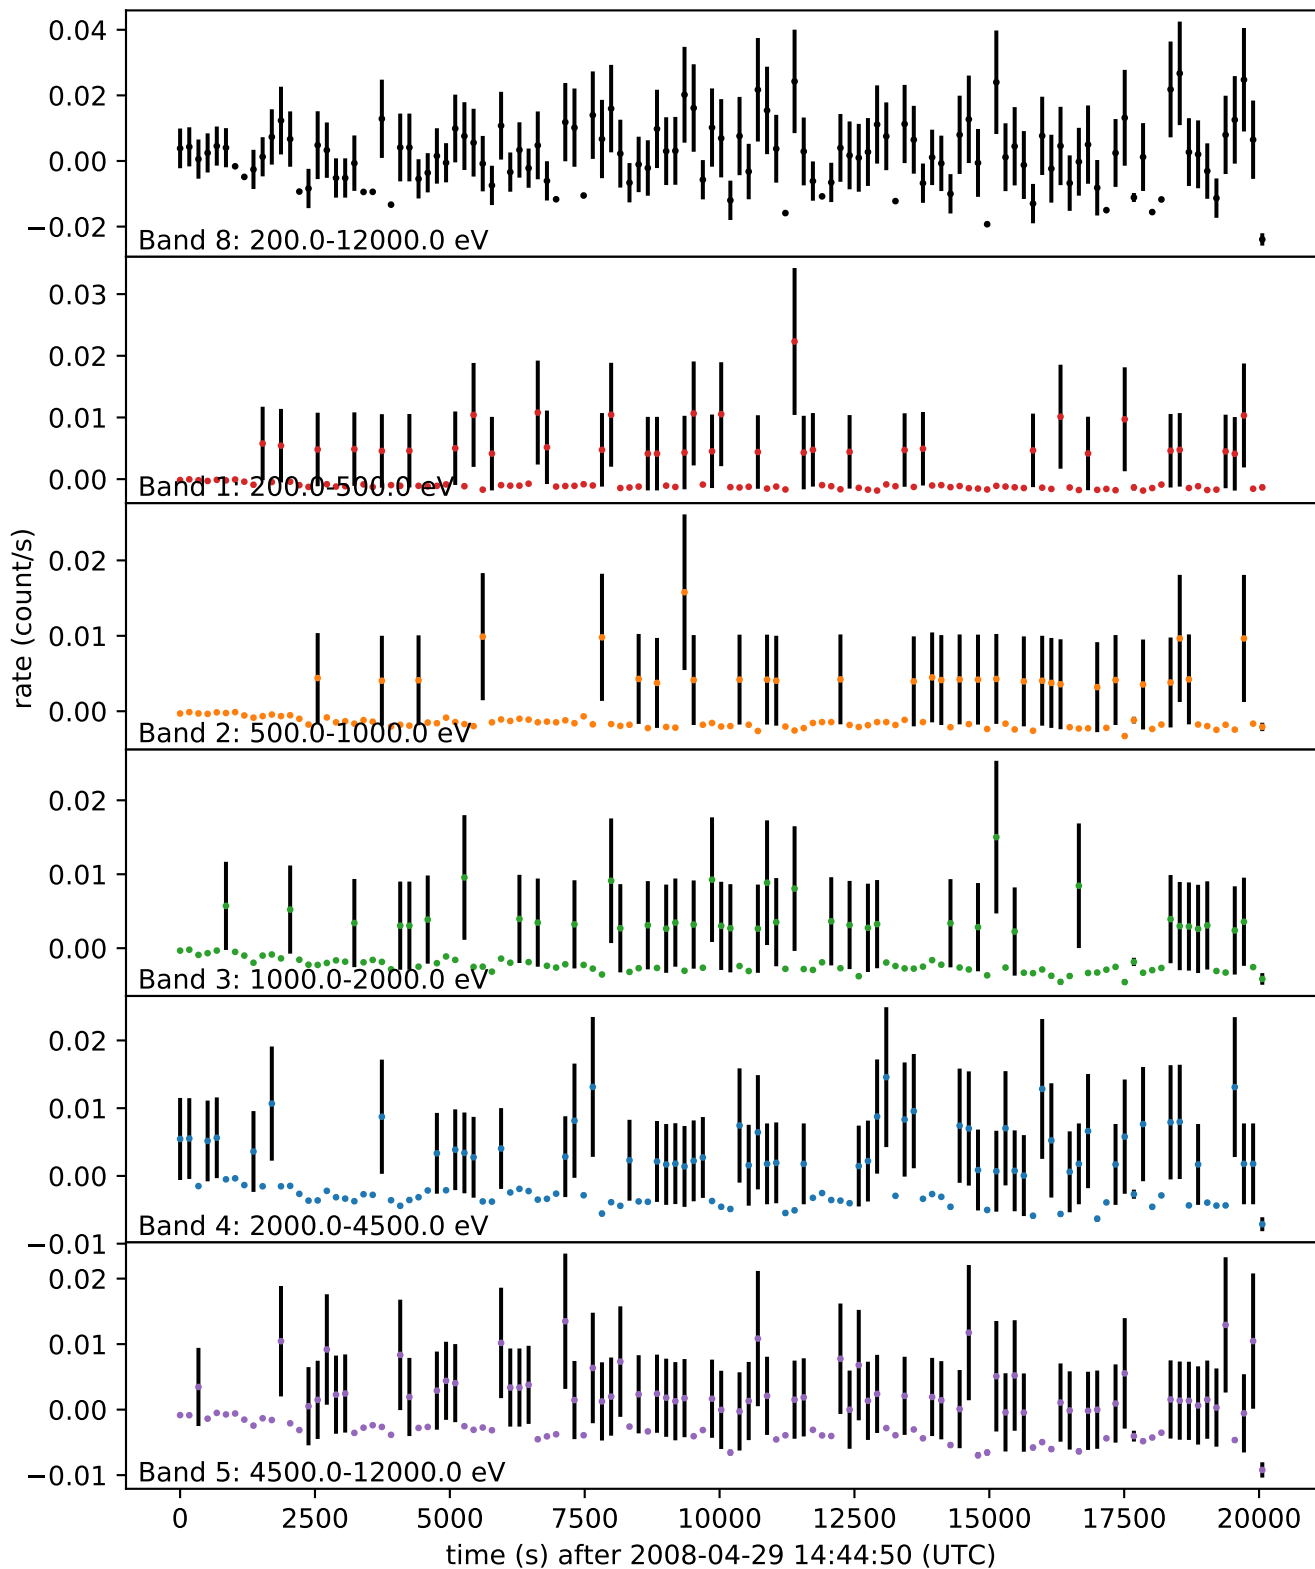 0.04
0.02
0.00
−0.02
Band 8: 200.0-12000.0 eV
0.03
0.02
0.01
0.00
Band 1: 200.0-500.0 eV
0.02
0.01
0.00
Band 2: 500.0-1000.0 eV
rate (count/s)
0.02
0.01
0.00
Band 3: 1000.0-2000.0 eV
0.02
0.01
0.00
−0.01
Band 4: 2000.0-4500.0 eV
0.02
0.01
0.00
−0.01
Band 5: 4500.0-12000.0 eV
0 2500 5000 7500 10000 12500 15000 17500 20000
time (s) after 2008-04-29 14:44:50 (UTC)